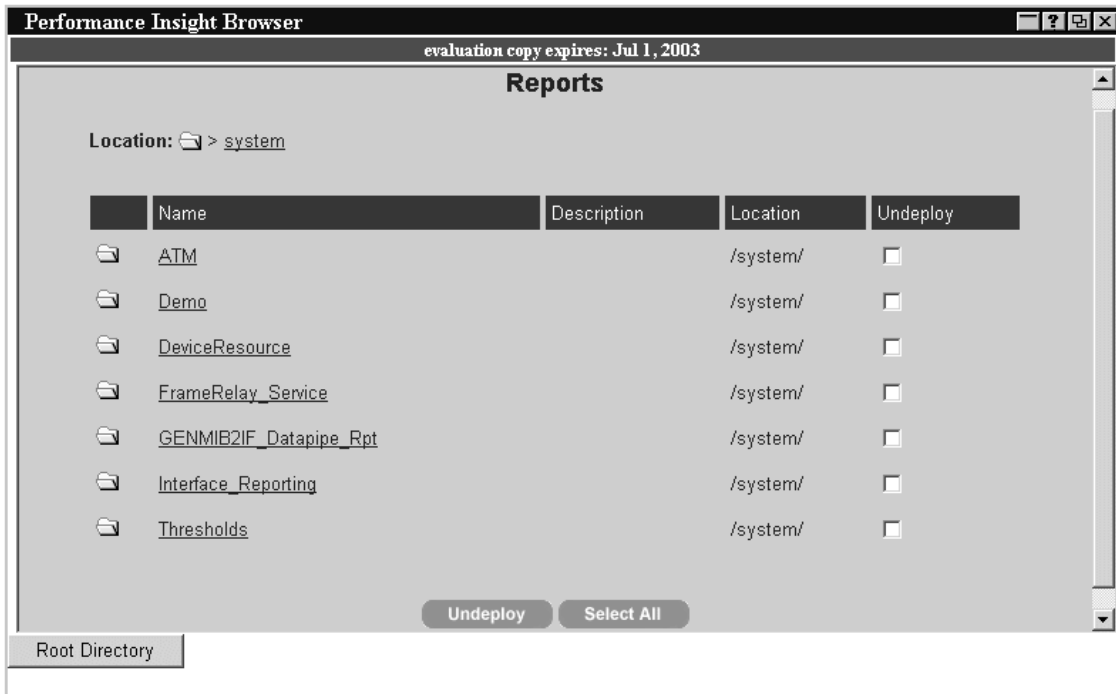 Performance Insight Browser
?
evaluation copy expires: Jul 1, 2003
Reports
Location: > system
Name Description Location Undeploy
ATM /system/
Demo /system/
DeviceResource /system/
FrameRelay_Service /system/
GENMIB2IF_Datapipe_Rpt /system/
Interface_Reporting /system/
Thresholds /system/
Undeploy Select All
Root Directory